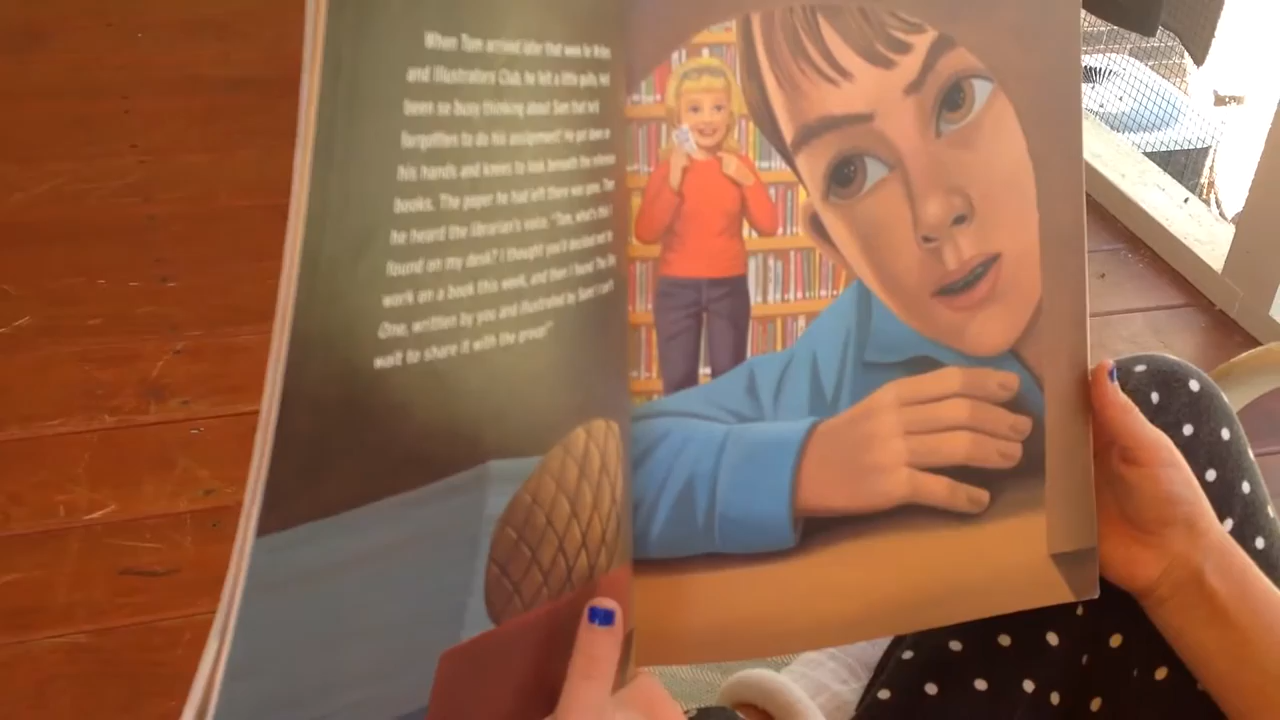 When Tom arrived later that week for Writers
and Illustrators Club, he felt a little guilty. He'd
been so busy thinking about Sam that he'd
forgotten to do his assignment! He got down on
his hands and knees to look beneath the reference
books. The paper he had left there was gone. Then
he heard the librarian's voice. "Tom, what's this I
found on my desk? I thought you'd decided not to
work on a book this week, and then I found The
One, written by you and illustrated by Sam! I can't
wait to share it with the group!"